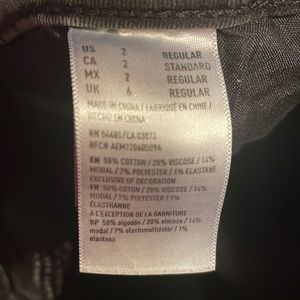 US 2 REGULAR
CA 2 STANDARD
MX 2 REGULAR
UK 6 REGULAR
MADE IN CHINA / FABRIQUÉ EN CHINE /
HECHO EN CHINA
RN 54485/CA 03973
RFC# AEM120605U9A
EN 58% COTTON / 20% VISCOSE / 14%
MODAL / 7% POLYESTER / 1% ELASTANE
EXCLUSIVE OF DECORATION
FR 58% COTON / 20% VISCOSE / 14%
MODAL / 7% POLYESTER / 1%
ÉLASTHANNE
À L'EXCEPTION DE LA GARNITURE
SP 58% algodón / 20% viscosa / 14%
modal / 7% elastomultiéster / 1%
elastano